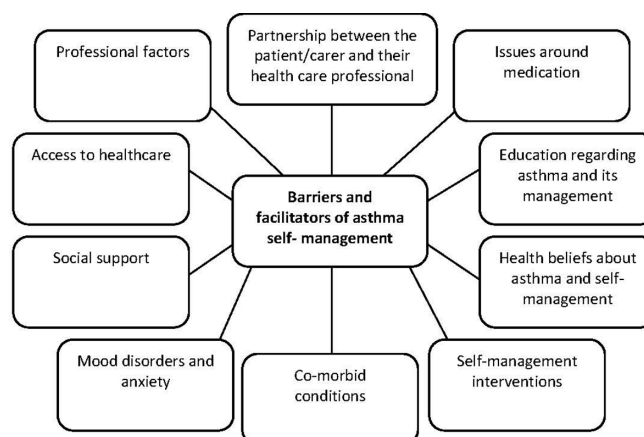 Professional factors
Partnership between the
patient/carer and their
health care professional
Issues around
medication
Access to healthcare
Barriers and
facilitators of asthma
self- management
Education regarding
asthma and its
management
Social support
Health beliefs about
asthma and self-
management
Mood disorders and
anxiety
Co-morbid
conditions
Self-management
interventions